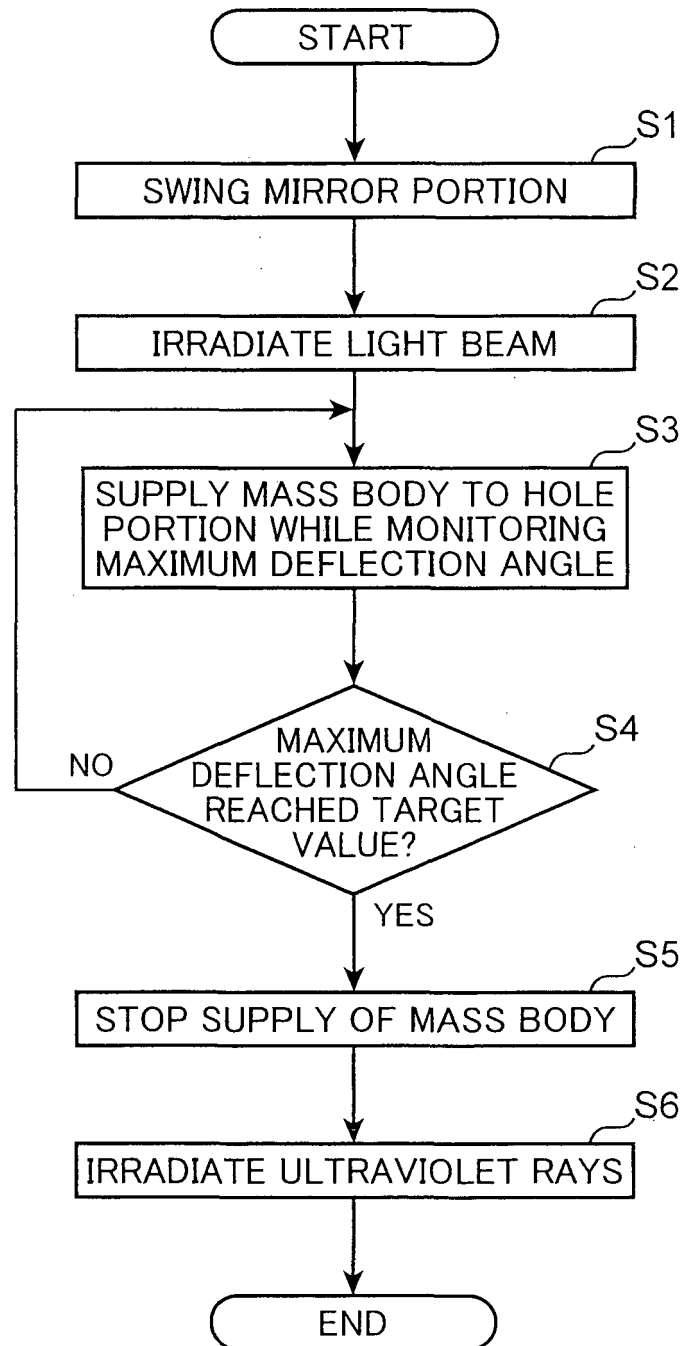 START
S1
SWING MIRROR PORTION
S2
IRRADIATE LIGHT BEAM
S3
SUPPLY MASS BODY TO HOLE
PORTION WHILE MONITORING
MAXIMUM DEFLECTION ANGLE
S4
MAXIMUM
DEFLECTION ANGLE
REACHED TARGET
VALUE?
NO
YES
S5
STOP SUPPLY OF MASS BODY
S6
IRRADIATE ULTRAVIOLET RAYS
END